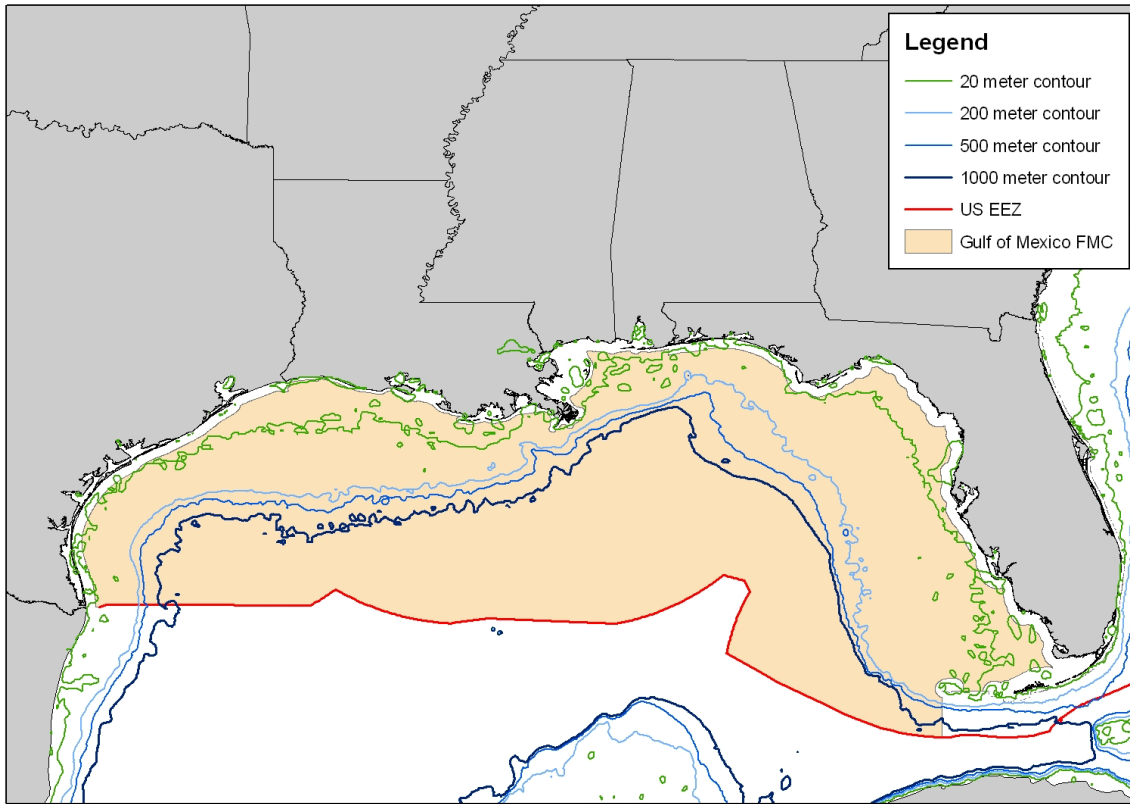 Legend
20 meter contour
200 meter contour
500 meter contour
1000 meter contour
US EEZ
Gulf of Mexico FMC